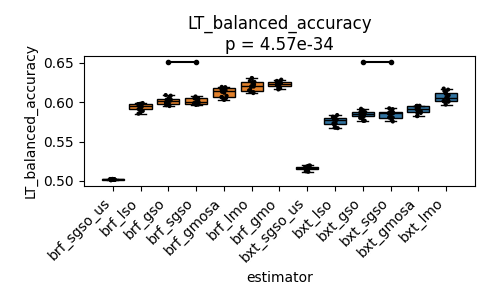 LT_balanced_accuracy
p = 4.57e-34
LT_balanced_accuracy
0.65
0.60
0.55
0.50
brf_sgso_us
brf_lso
brf_gso
brf_sgso
brf_gmosa
brf_lmo
brf_gmo
bxt_sgso_us
bxt_lso
bxt_gso
bxt_sgso
bxt_gmosa
bxt_lmo
estimator